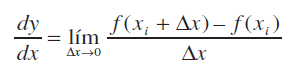 dy/dx = lím_{Δx→0} (f(x_i + Δx) – f(x_i))/Δx